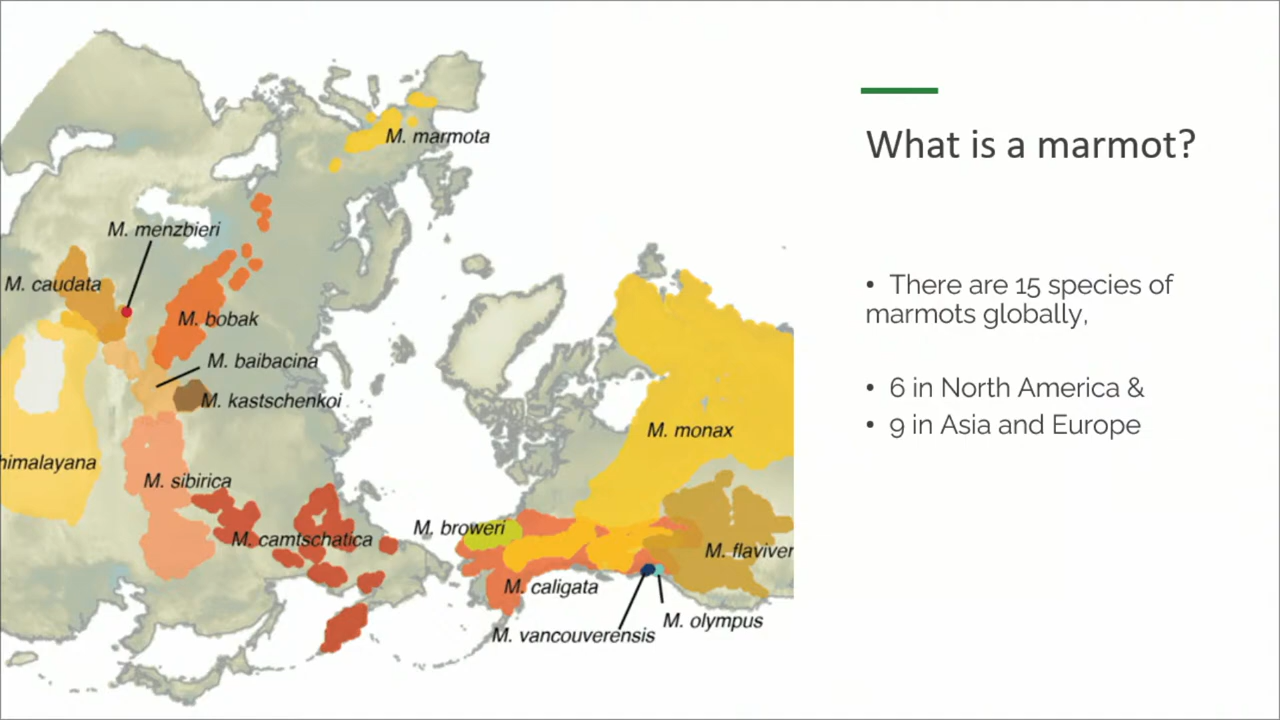 What is a marmot?
• There are 15 species of
marmots globally,
• 6 in North America &
• 9 in Asia and Europe
M. marmota
M. menzbieri
M. caudata
M. bobak
M. baibacina
M. kastschenkoi
himalayana
M. sibirica
M. camtschatica
M. monax
M. broweri
M. flaviver
M. caligata
M. olympus
M. vancouverensis